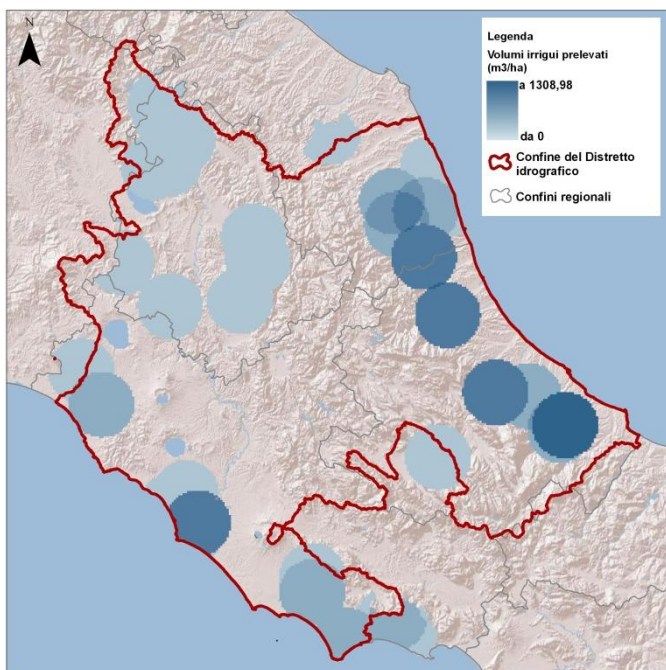 N
Legenda
Volumi irrigui prelevati
(m3/ha)
a 1308,98
da 0
Confine del Distretto
idrografico
Confini regionali